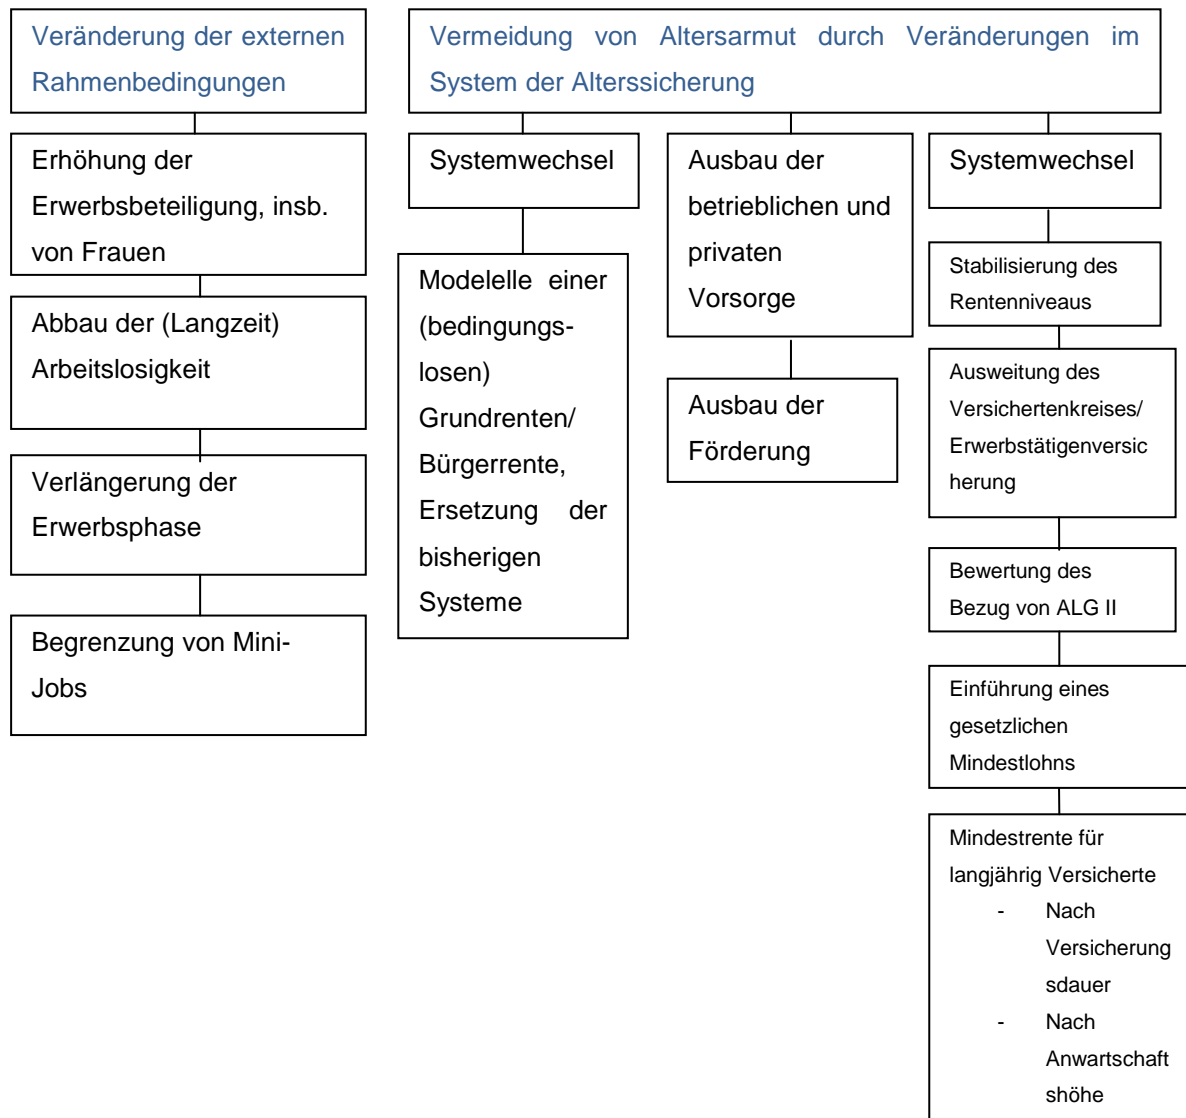 Veränderung der externen
Rahmenbedingungen
Erhöhung der
Erwerbsbeteiligung, insb.
von Frauen
Abbau der (Langzeit)
Arbeitslosigkeit
Verlängerung der
Erwerbsphase
Begrenzung von Mini-
Jobs
Vermeidung von Altersarmut durch Veränderungen im
System der Alterssicherung
Systemwechsel
Modelelle einer
(bedingungs-
losen)
Grundrenten/
Bürgerrente,
Ersetzung der
bisherigen
Systeme
Ausbau der
betrieblichen und
privaten
Vorsorge
Ausbau der
Förderung
Systemwechsel
Stabilisierung des
Rentenniveaus
Ausweitung des
Versichertenkreises/
Erwerbstätigenversic
herung
Bewertung des
Bezug von ALG II
Einführung eines
gesetzlichen
Mindestlohns
Mindestrente für
langjährig Versicherte
- Nach
Versicherung
sdauer
- Nach
Anwartschaft
shöhe